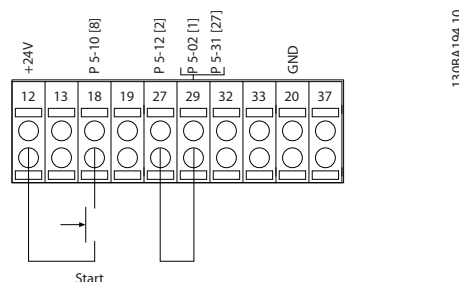 +24V
P 5-10 [8]
P 5-12 [2]
P 5-02 [1]
P 5-31 [27]
GND
130BA194.10
12 13 18 19 27 29 32 33 20 37
Start